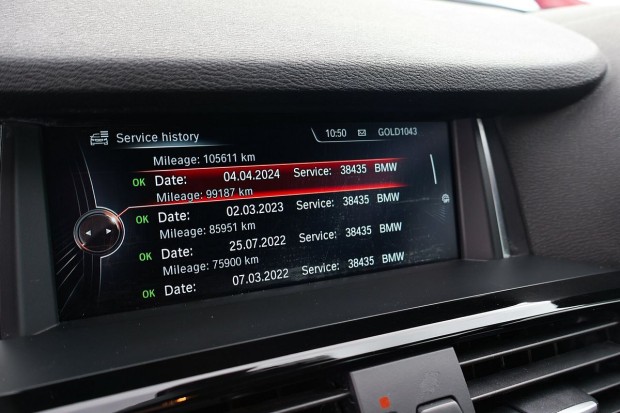 Service history 10:50 GOLD1043
Mileage: 105611 km
OK Date: 04.04.2024 Service: 38435 BMW
Mileage: 99187 km
OK Date: 02.03.2023 Service: 38435 BMW
Mileage: 85951 km
OK Date: 25.07.2022 Service: 38435 BMW
Mileage: 75900 km
OK Date: 07.03.2022 Service: 38435 BMW